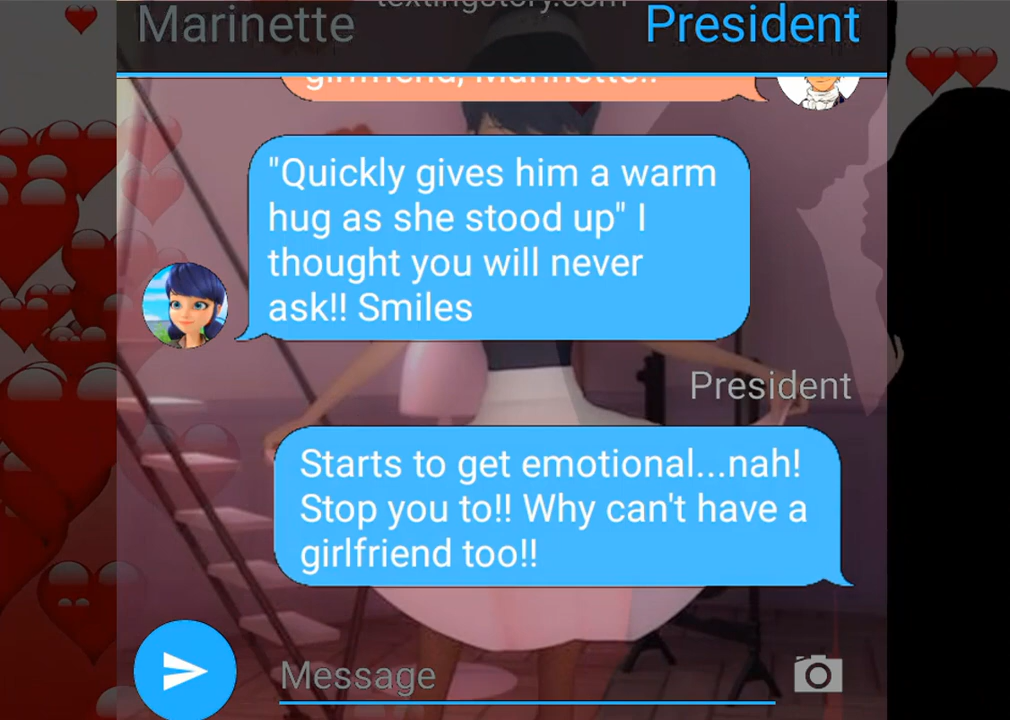 textingstory.com
Marinette
President
girlfriend, Marinette!!
"Quickly gives him a warm
hug as she stood up" I
thought you will never
ask!! Smiles
President
Starts to get emotional...nah!
Stop you to!! Why can't have a
girlfriend too!!
Message